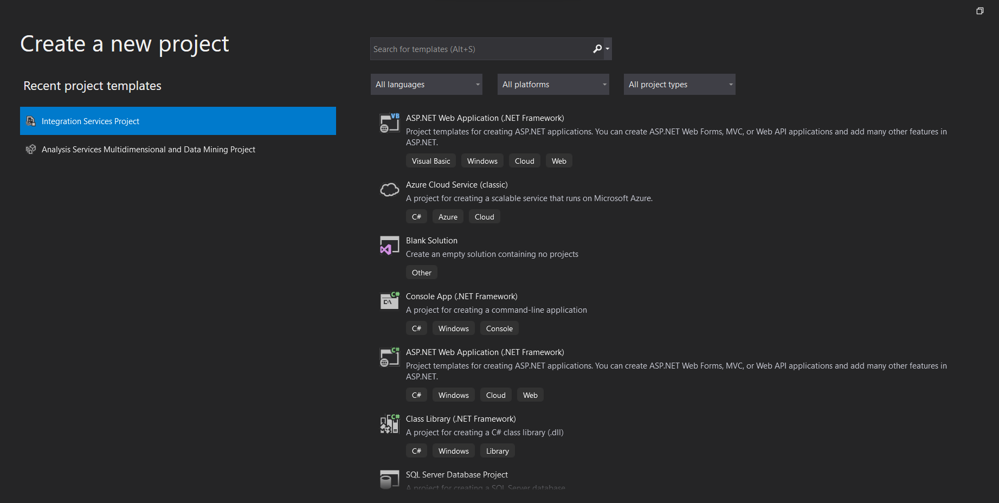 Create a new project
Recent project templates
Integration Services Project
Analysis Services Multidimensional and Data Mining Project
Search for templates (Alt+S)
All languages
All platforms
All project types
VB
ASP.NET Web Application (.NET Framework)
Project templates for creating ASP.NET applications. You can create ASP.NET Web Forms, MVC, or Web API applications and add many other features in
ASP.NET.
Visual Basic Windows Cloud Web
Azure Cloud Service (classic)
A project for creating a scalable service that runs on Microsoft Azure.
C# Azure Cloud
Blank Solution
Create an empty solution containing no projects
Other
C#
C:\
Console App (.NET Framework)
A project for creating a command-line application
C# Windows Console
C#
ASP.NET Web Application (.NET Framework)
Project templates for creating ASP.NET applications. You can create ASP.NET Web Forms, MVC, or Web API applications and add many other features in
ASP.NET.
C# Windows Cloud Web
C#
Class Library (.NET Framework)
A project for creating a C# class library (.dll)
C# Windows Library
SQL Server Database Project
A project for creating a SQL Server database